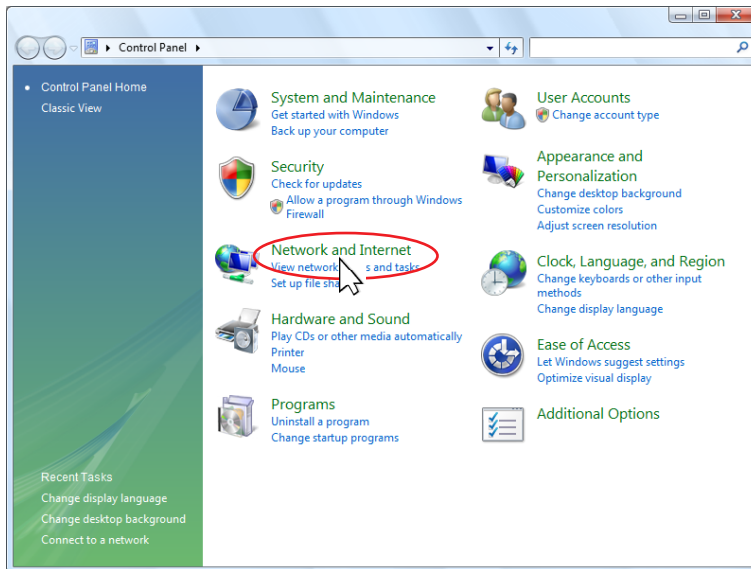 Control Panel
Control Panel Home
Classic View
System and Maintenance
Get started with Windows
Back up your computer
Security
Check for updates
Allow a program through Windows
Firewall
Network and Internet
View network s and tasks
Set up file
Hardware and Sound
Play CDs or other media automatically
Printer
Mouse
Programs
Uninstall a program
Change startup programs
User Accounts
Change account type
Appearance and
Personalization
Change desktop background
Customize colors
Adjust screen resolution
Clock, Language, and Region
Change keyboards or other input
methods
Change display language
Ease of Access
Let Windows suggest settings
Optimize visual display
Additional Options
Recent Tasks
Change display language
Change desktop background
Connect to a network